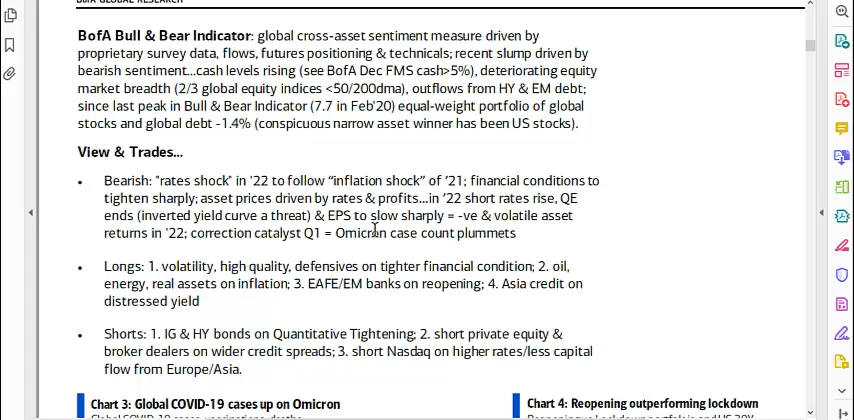 BofA GLOBAL RESEARCH
BofA Bull & Bear Indicator: global cross-asset sentiment measure driven by
proprietary survey data, flows, futures positioning & technicals; recent slump driven by
bearish sentiment...cash levels rising (see BofA Dec FMS cash>5%), deteriorating equity
market breadth (2/3 global equity indices <50/200dma), outflows from HY & EM debt;
since last peak in Bull & Bear Indicator (7.7 in Feb'20) equal-weight portfolio of global
stocks and global debt -1.4% (conspicuous narrow asset winner has been US stocks).
View & Trades...
• Bearish: "rates shock" in '22 to follow “inflation shock” of ’21; financial conditions to
tighten sharply; asset prices driven by rates & profits...in ’22 short rates rise, QE
ends (inverted yield curve a threat) & EPS to slow sharply = -ve & volatile asset
returns in '22; correction catalyst Q1 = Omicron case count plummets
• Longs: 1. volatility, high quality, defensives on tighter financial condition; 2. oil,
energy, real assets on inflation; 3. EAFE/EM banks on reopening; 4. Asia credit on
distressed yield
• Shorts: 1. IG & HY bonds on Quantitative Tightening; 2. short private equity &
broker dealers on wider credit spreads; 3. short Nasdaq on higher rates/less capital
flow from Europe/Asia.
Chart 3: Global COVID-19 cases up on Omicron
Chart 4: Reopening outperforming lockdown